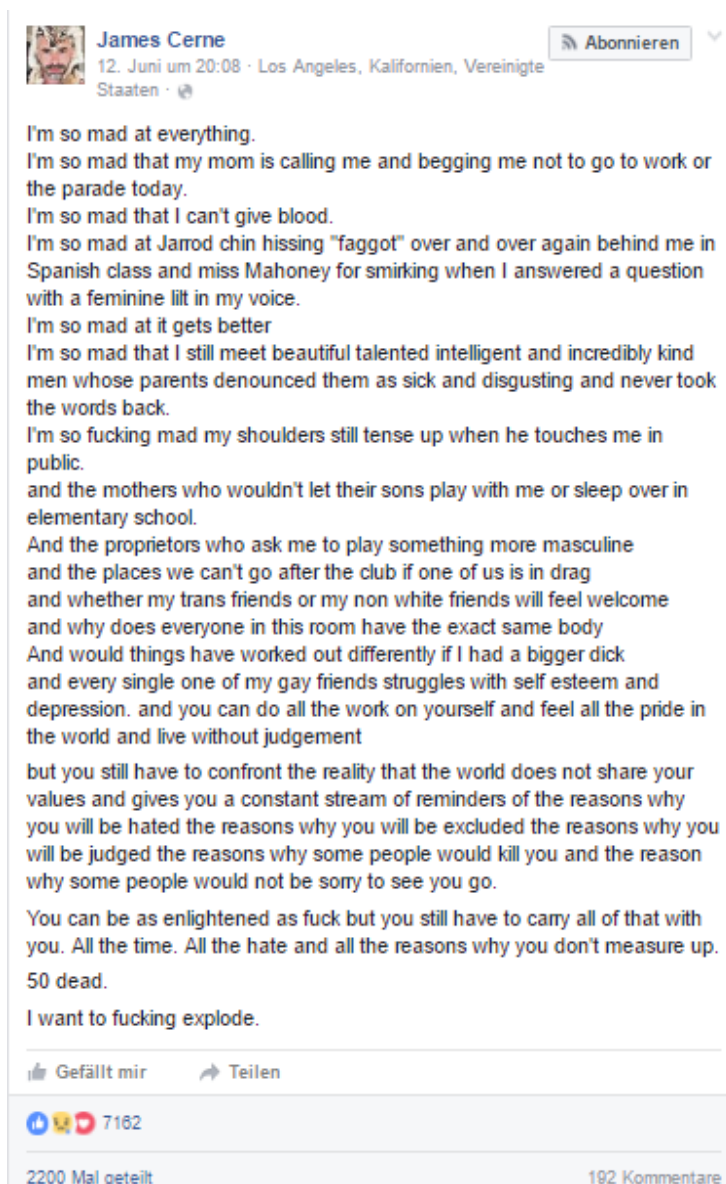 James Cerne
Abonnieren
12. Juni um 20:08 · Los Angeles, Kalifornien, Vereinigte
Staaten ·
I'm so mad at everything.
I'm so mad that my mom is calling me and begging me not to go to work or
the parade today.
I'm so mad that I can't give blood.
I'm so mad at Jarrod chin hissing "faggot" over and over again behind me in
Spanish class and miss Mahoney for smirking when I answered a question
with a feminine lilt in my voice.
I'm so mad at it gets better
I'm so mad that I still meet beautiful talented intelligent and incredibly kind
men whose parents denounced them as sick and disgusting and never took
the words back.
I'm so fucking mad my shoulders still tense up when he touches me in
public.
and the mothers who wouldn't let their sons play with me or sleep over in
elementary school.
And the proprietors who ask me to play something more masculine
and the places we can't go after the club if one of us is in drag
and whether my trans friends or my non white friends will feel welcome
and why does everyone in this room have the exact same body
And would things have worked out differently if I had a bigger dick
and every single one of my gay friends struggles with self esteem and
depression. and you can do all the work on yourself and feel all the pride in
the world and live without judgement
but you still have to confront the reality that the world does not share your
values and gives you a constant stream of reminders of the reasons why
you will be hated the reasons why you will be excluded the reasons why you
will be judged the reasons why some people would kill you and the reason
why some people would not be sorry to see you go.
You can be as enlightened as fuck but you still have to carry all of that with
you. All the time. All the hate and all the reasons why you don't measure up.
50 dead.
I want to fucking explode.
Gefällt mir Teilen
7162
2200 Mal geteilt 192 Kommentare